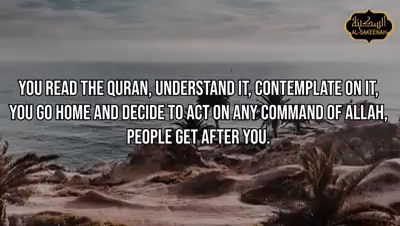 السكينة
AL-SAKEENAH
YOU READ THE QURAN, UNDERSTAND IT, CONTEMPLATE ON IT,
YOU GO HOME AND DECIDE TO ACT ON ANY COMMAND OF ALLAH,
PEOPLE GET AFTER YOU.